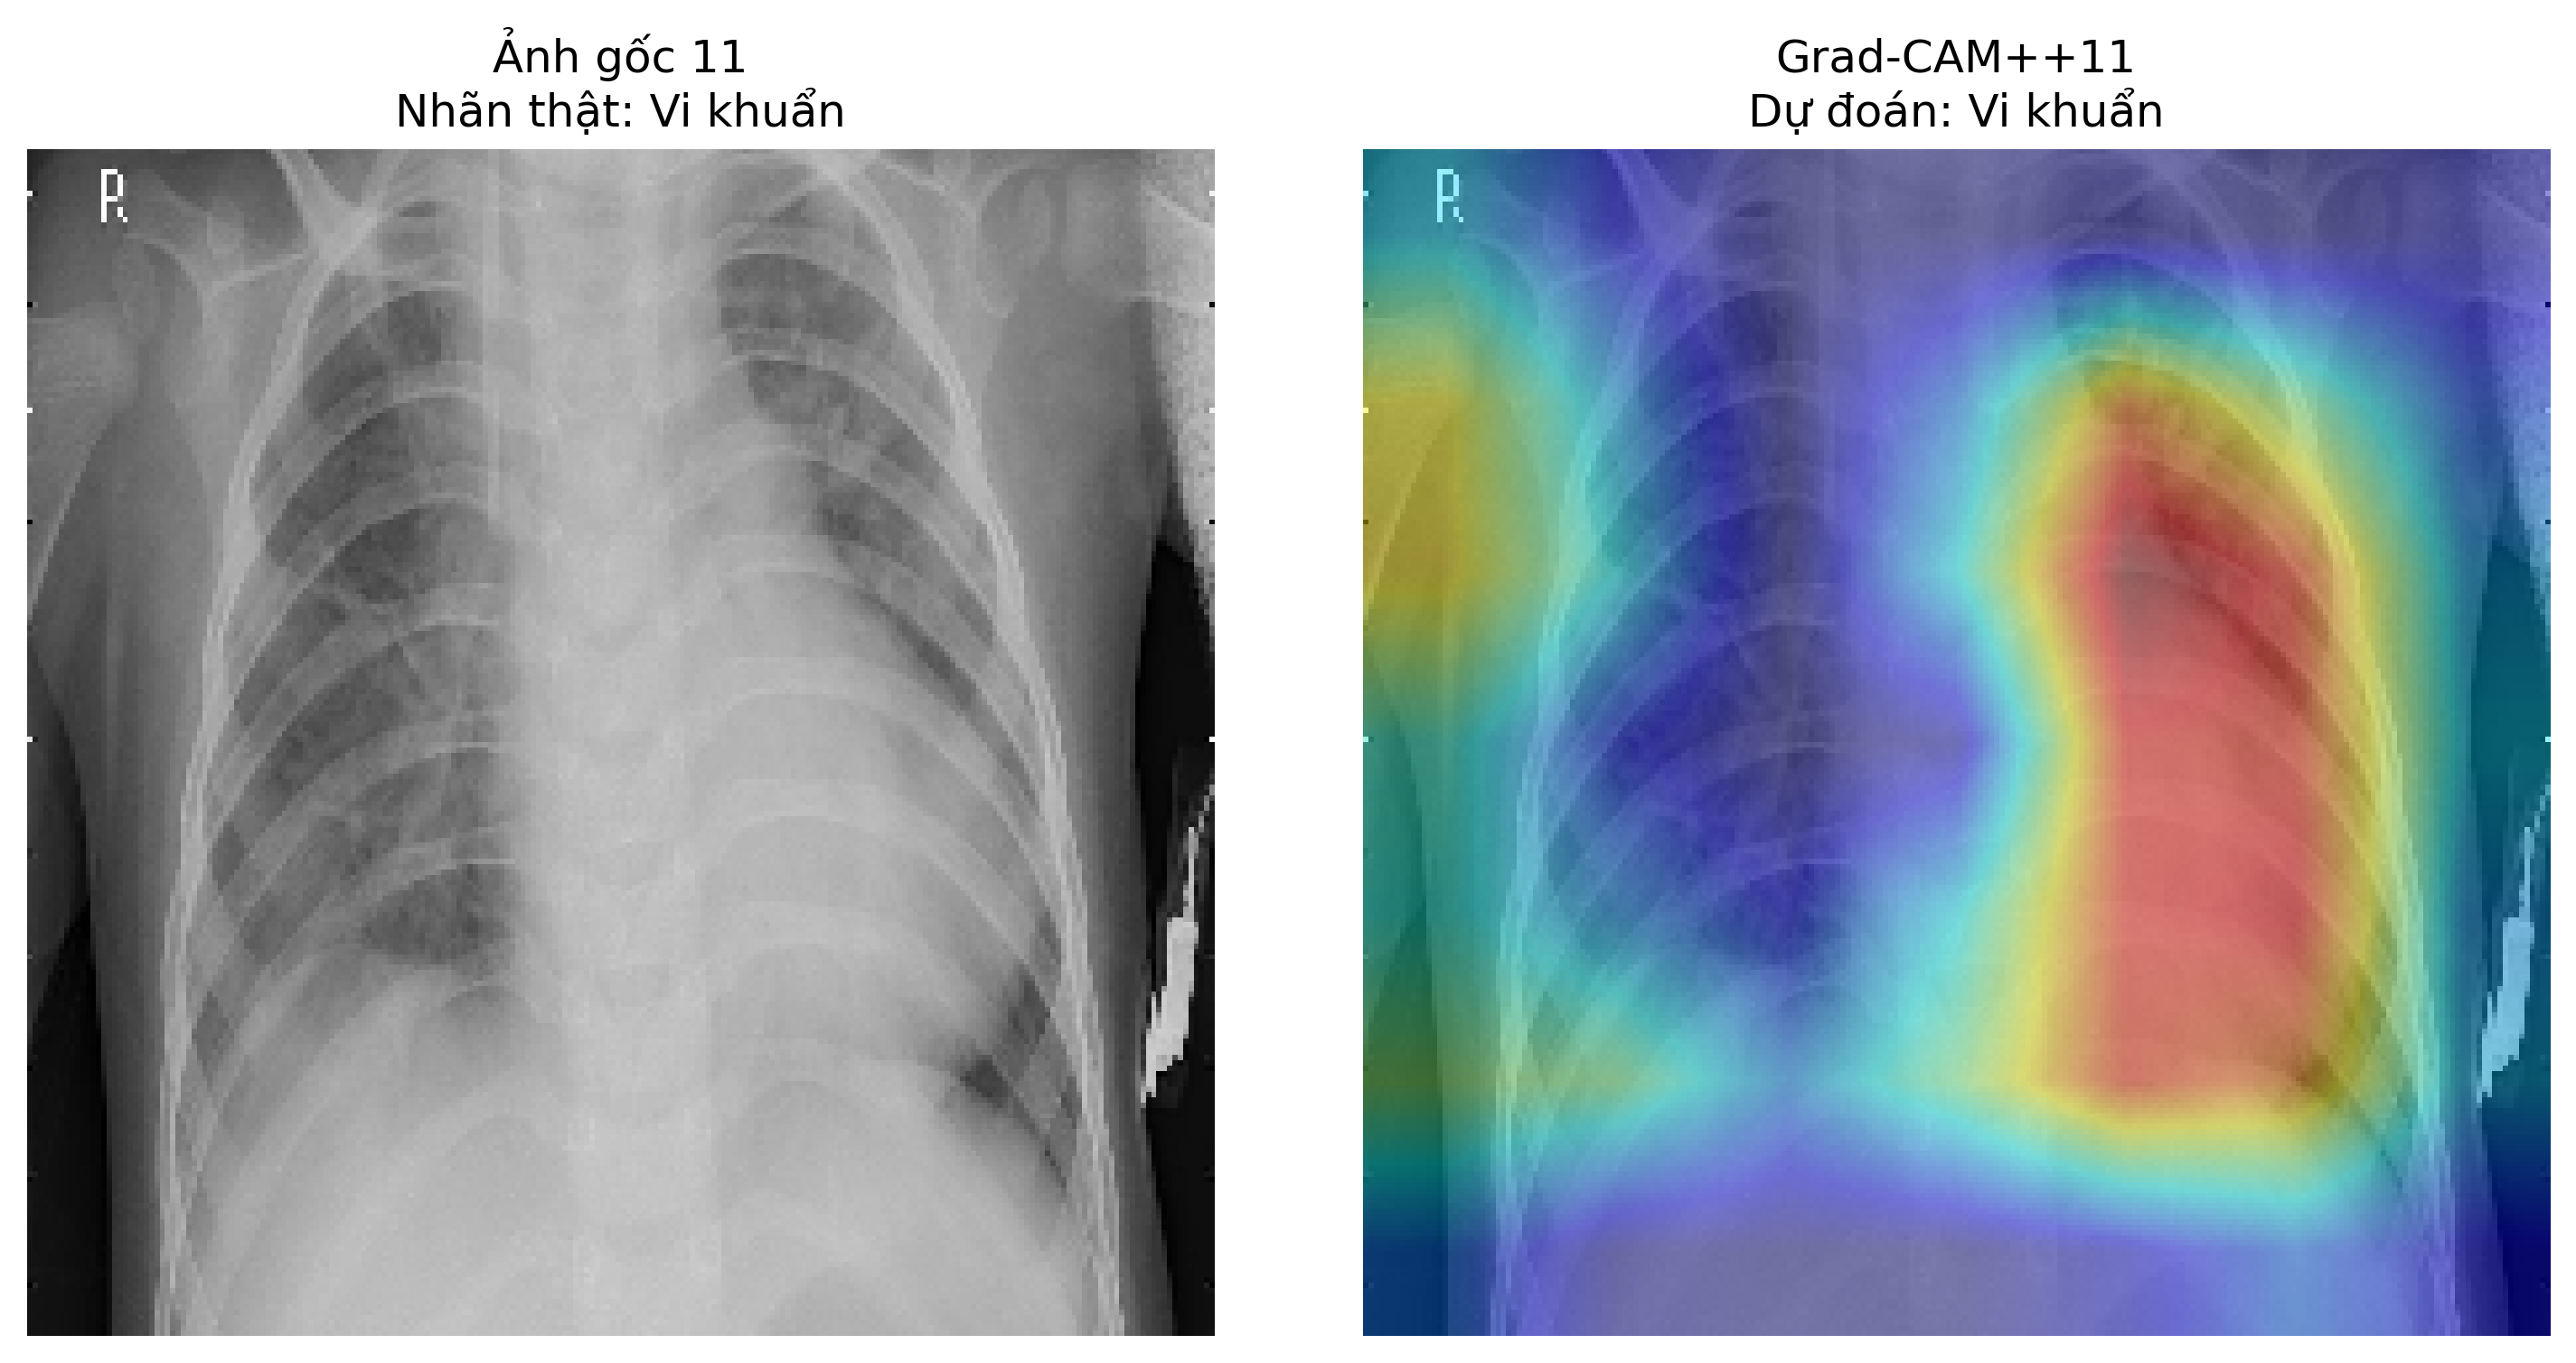 Ảnh gốc 11
Nhãn thật: Vi khuẩn
R
Grad-CAM++11
Dự đoán: Vi khuẩn
R